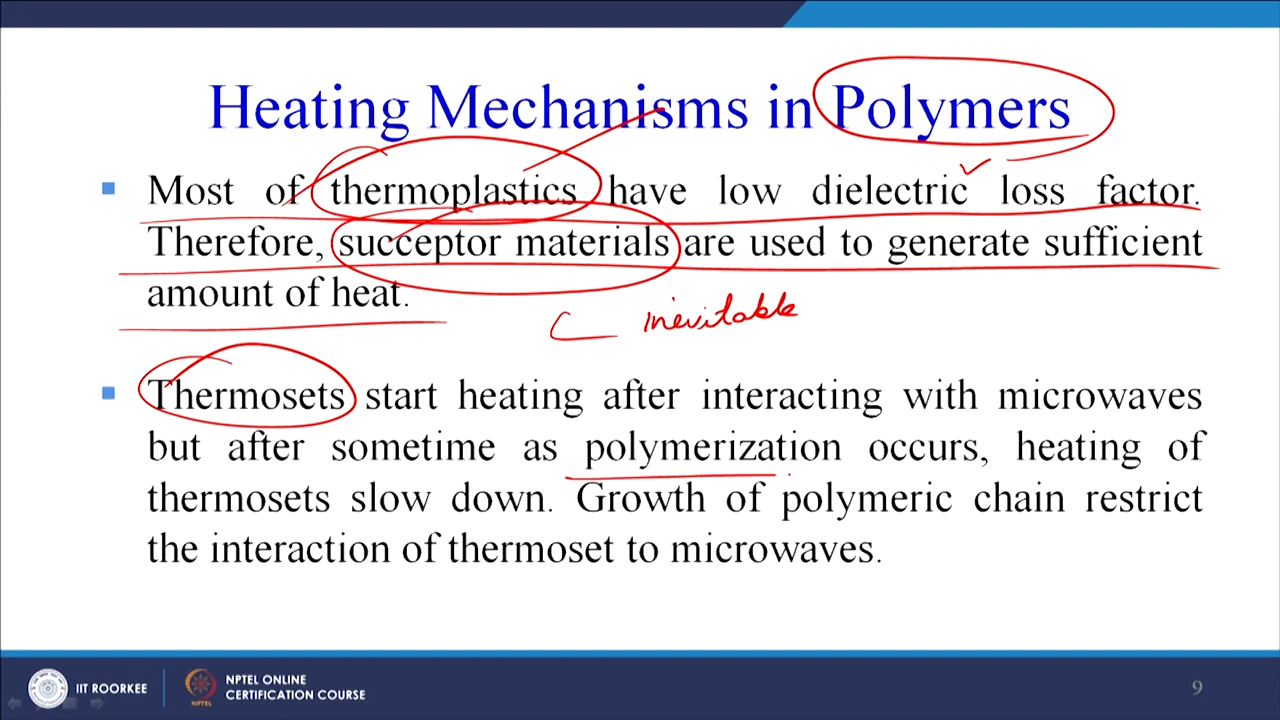 Heating Mechanisms in Polymers
Most of thermoplastics have low dielectric loss factor.
Therefore, succeptor materials are used to generate sufficient
amount of heat.
inevitable
Thermosets start heating after interacting with microwaves
but after sometime as polymerization occurs, heating of
thermosets slow down. Growth of polymeric chain restrict
the interaction of thermoset to microwaves.
IIT ROORKEE
NPTEL
NPTEL ONLINE
CERTIFICATION COURSE
9